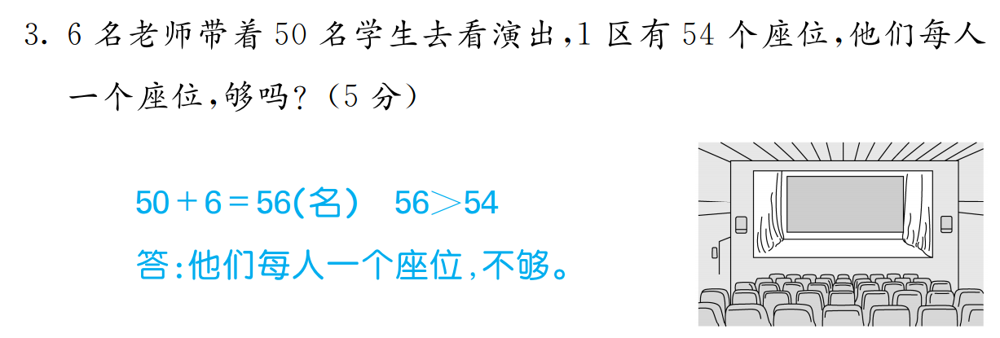 3. 6 名老师带着 50 名学生去看演出,1 区有 54 个座位,他们每人
一个座位,够吗?(5 分)
50+6=56(名) 56>54
答:他们每人一个座位,不够。